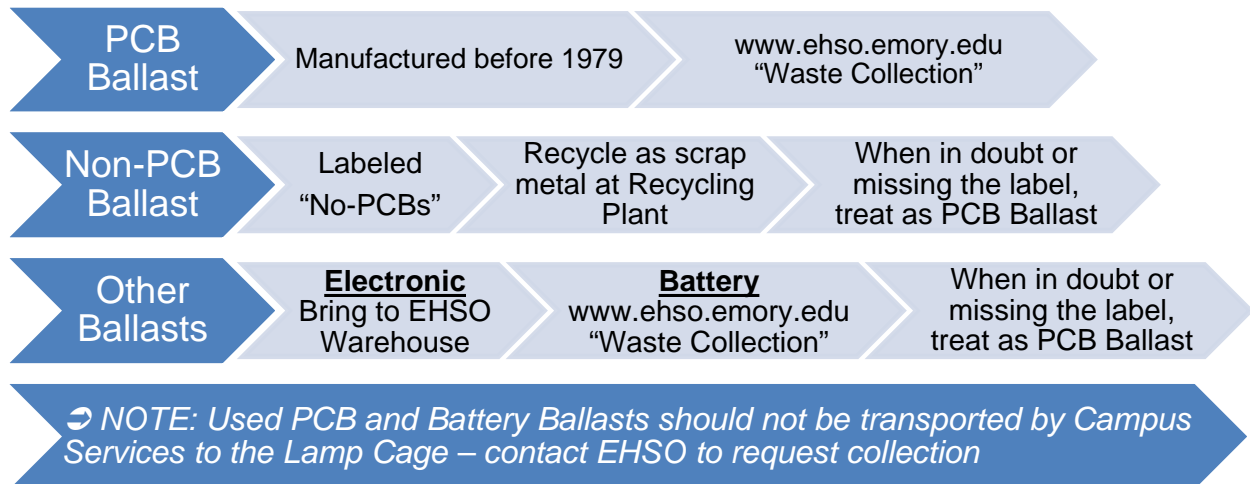 PCB
Ballast
Manufactured before 1979
www.ehso.emory.edu
“Waste Collection”
Non-PCB
Ballast
Labeled
“No-PCBs”
Recycle as scrap
metal at Recycling
Plant
When in doubt or
missing the label,
treat as PCB Ballast
Other
Ballasts
Electronic
Bring to EHSO
Warehouse
Battery
www.ehso.emory.edu
“Waste Collection”
When in doubt or
missing the label,
treat as PCB Ballast
➲ NOTE: Used PCB and Battery Ballasts should not be transported by Campus
Services to the Lamp Cage – contact EHSO to request collection